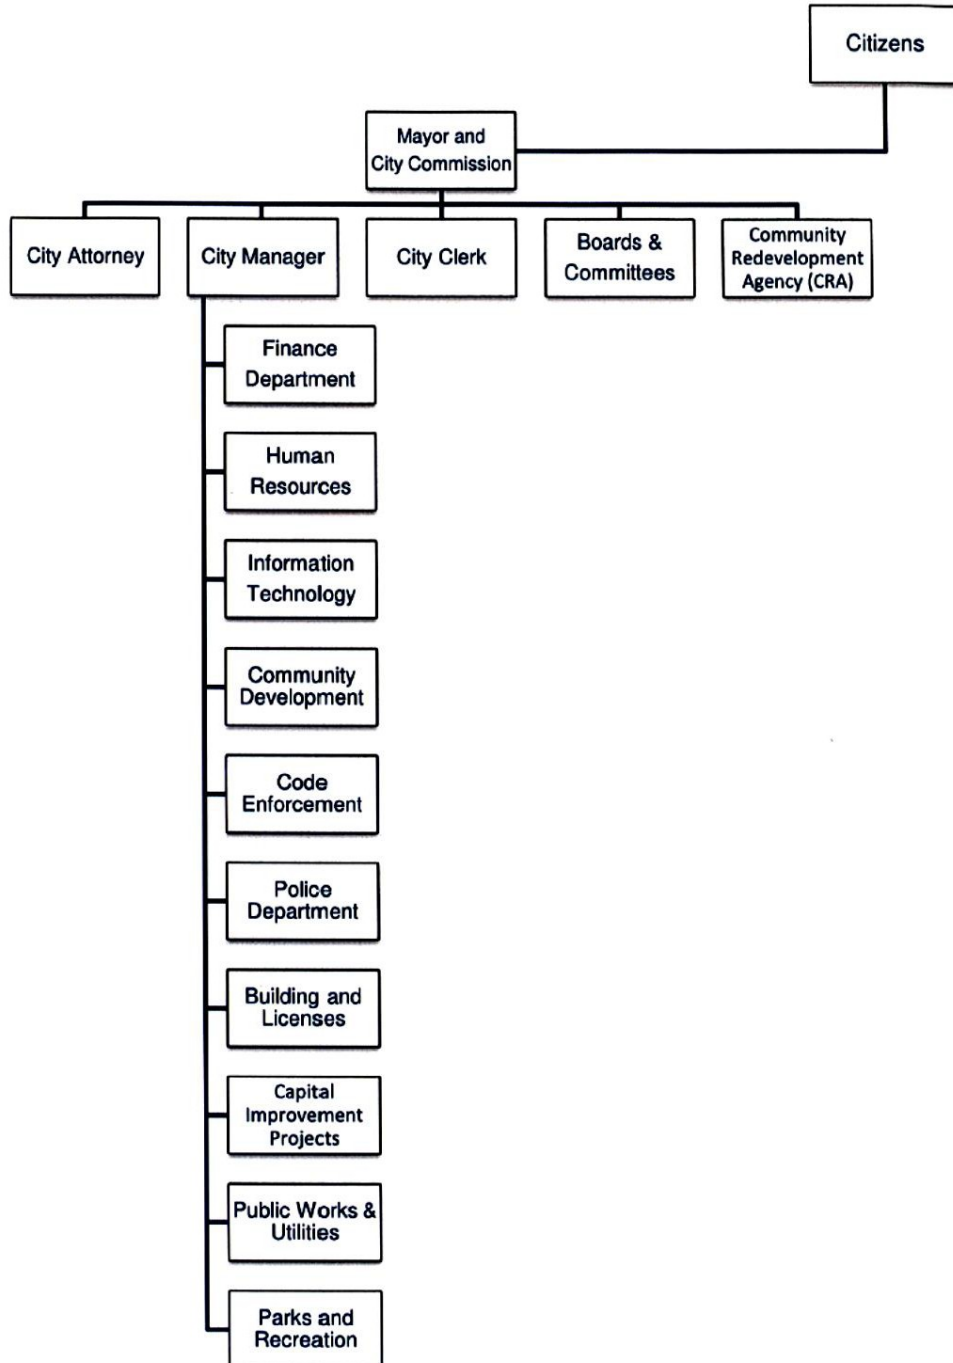 Citizens
Mayor and
City Commission
City Attorney
City Manager
City Clerk
Boards &
Committees
Community
Redevelopment
Agency (CRA)
Finance
Department
Human
Resources
Information
Technology
Community
Development
Code
Enforcement
Police
Department
Building and
Licenses
Capital
Improvement
Projects
Public Works &
Utilities
Parks and
Recreation